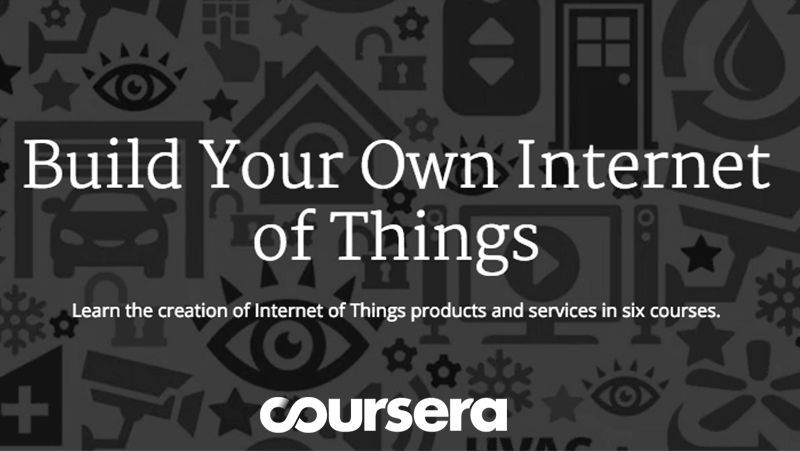 Build Your Own Internet
of Things
Learn the creation of Internet of Things products and services in six courses.
coursera
HVAC